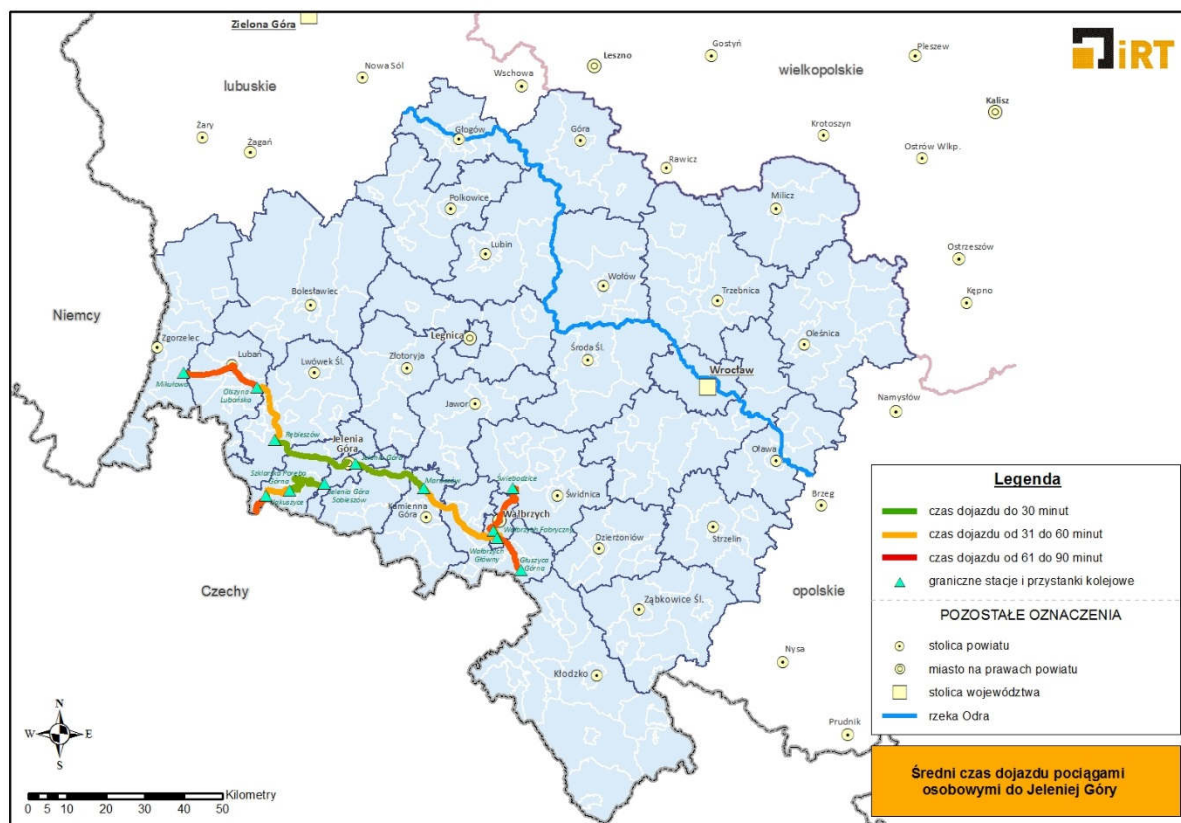 Zielona Góra
lubuskie
Nowa Sól
Wschowa
Leszno
Gostyń
wielkopolskie
Pleszew
iRT
Kalisz
Żary
Żagań
Głogów
Góra
Krotoszyn
Rawicz
Ostrów Wlkp.
Polkowice
Milicz
Lubin
Ostrzeszów
Bolesławiec
Wołów
Trzebnica
Kępno
Niemcy
Zgorzelec
Legnica
Oleśnica
Lubań
Lwówek Śl.
Złotoryja
Środa Śl.
Wrocław
Mikułowa
Olszyna
Lubańska
Jawor
Namysłów
Rębiszów
Jelenia
Góra
Jelenia Góra
Oława
Szklarska Poręba
Górna
Jakuszyce
Jelenia Góra
Sobieszów
Marciszów
Świebodzice
Świdnica
Brzeg
Kamienna
Góra
Wałbrzych
Wałbrzych Fabryczny
Wałbrzych
Główny
Głuszyca
Górna
Dzierżoniów
Strzelin
Czechy
Ząbkowice Śl.
opolskie
Nysa
Kłodzko
Prudnik
Legenda
czas dojazdu do 30 minut
czas dojazdu od 31 do 60 minut
czas dojazdu od 61 do 90 minut
graniczne stacje i przystanki kolejowe
POZOSTAŁE OZNACZENIA
stolica powiatu
miasto na prawach powiatu
stolica województwa
rzeka Odra
Średni czas dojazdu pociągami
osobowymi do Jeleniej Góry
N
W E
S
Kilometry
0 5 10 20 30 40 50